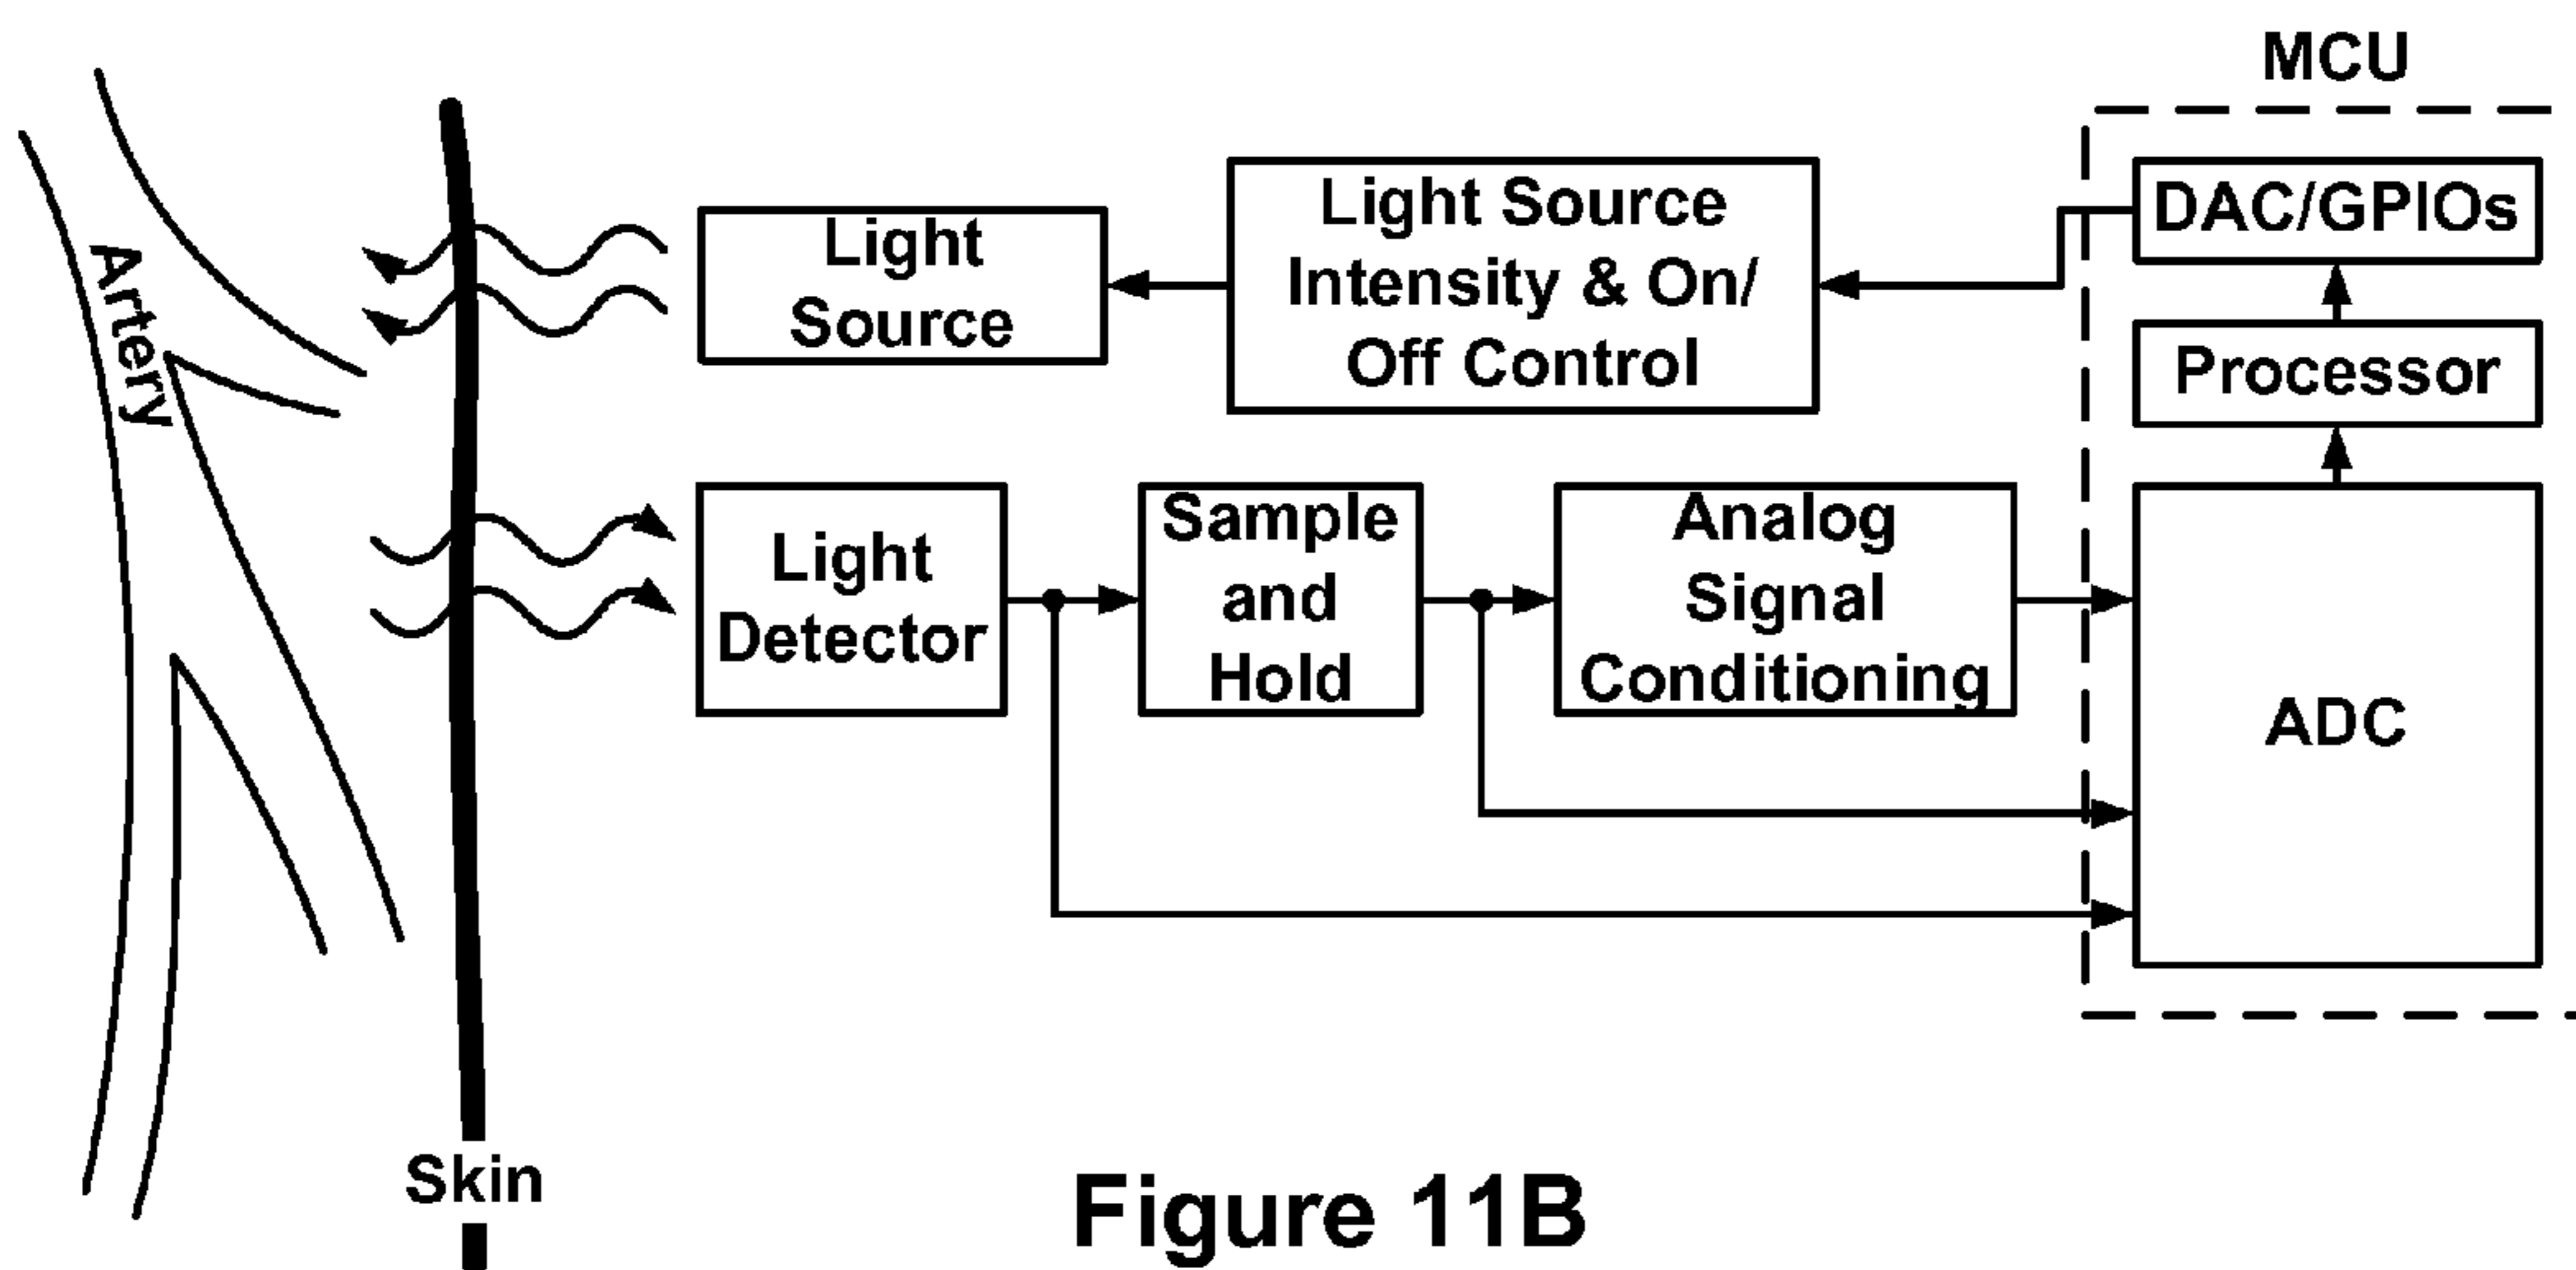 MCU
Light Source
Intensity & On/
Off Control
DAC/GPIOs
Light
Source
Processor
Artery
Light
Detector
Sample
and
Hold
Analog
Signal
Conditioning
ADC
Skin
Figure 11B